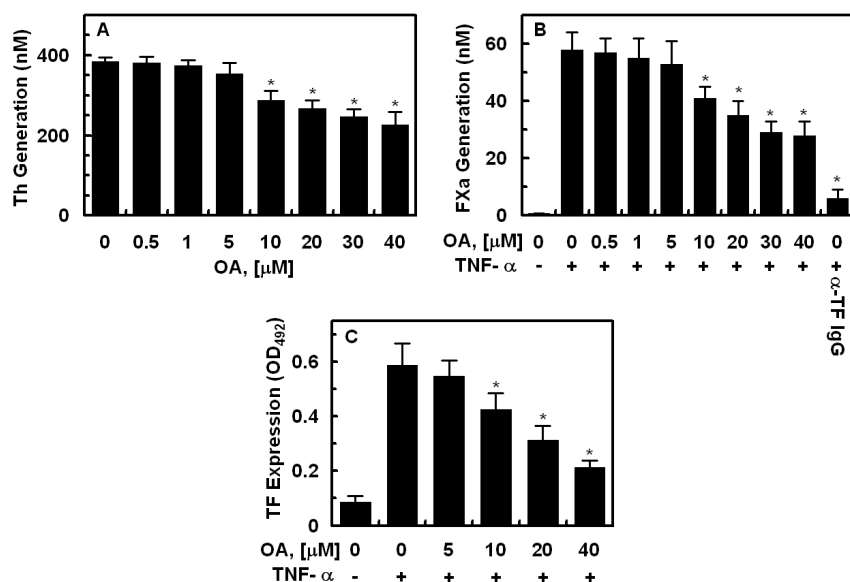 A
Th Generation (nM)
400
200
0
0 0.5 1 5 10 20 30 40
OA, [μM]
* * * *
B
FXa Generation (nM)
60
40
20
0
* * * * *
OA, [μM] 0 0 0.5 1 5 10 20 30 40 0
TNF- α - + + + + + + + + +
α-TF IgG
C
TF Expression (OD492)
0.6
0.4
0.2
0
* * *
OA, [μM] 0 0 5 10 20 40
TNF- α - + + + + +